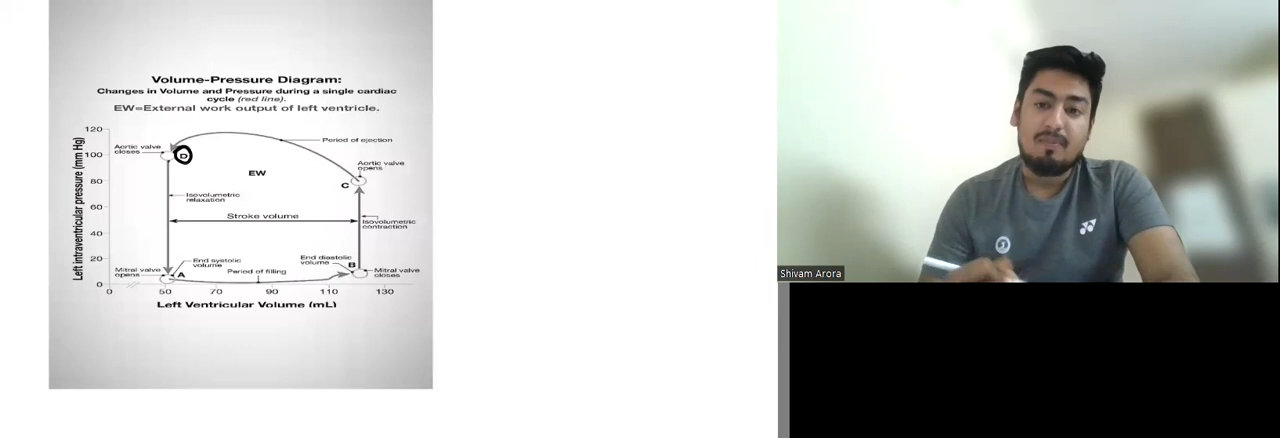 Volume-Pressure Diagram:
Changes in Volume and Pressure during a single cardiac
cycle (red line).
EW=External work output of left ventricle.
Left intraventricular pressure (mm Hg)
120
100
80
60
40
20
0
Aortic valve
closes
D
Period of ejection
Aortic valve
opens
C
EW
Isovolumetric
relaxation
Stroke volume
Isovolumetric
contraction
End systolic
volume
End diastolic
volume
B
Mitral valve
opens
A
Period of filling
Mitral valve
closes
0
50
70
90
110
130
Left Ventricular Volume (mL)
Shivam Arora